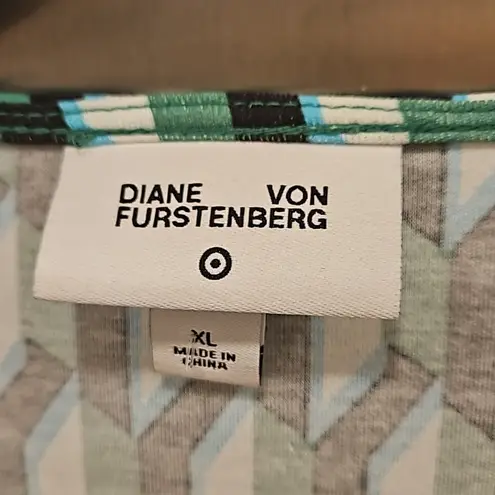 DIANE VON
FURSTENBERG
XL
MADE IN
CHINA